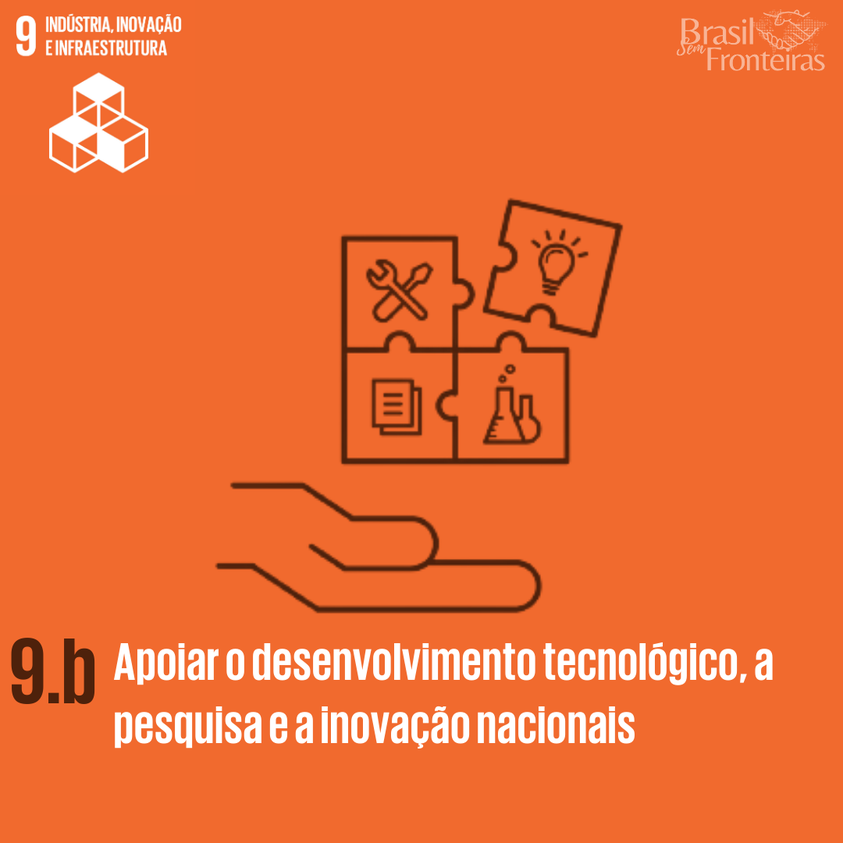 9 INDÚSTRIA, INOVAÇÃO
E INFRAESTRUTURA
Brasil
Sem
Fronteiras
9.b Apoiar o desenvolvimento tecnológico, a
pesquisa e a inovação nacionais